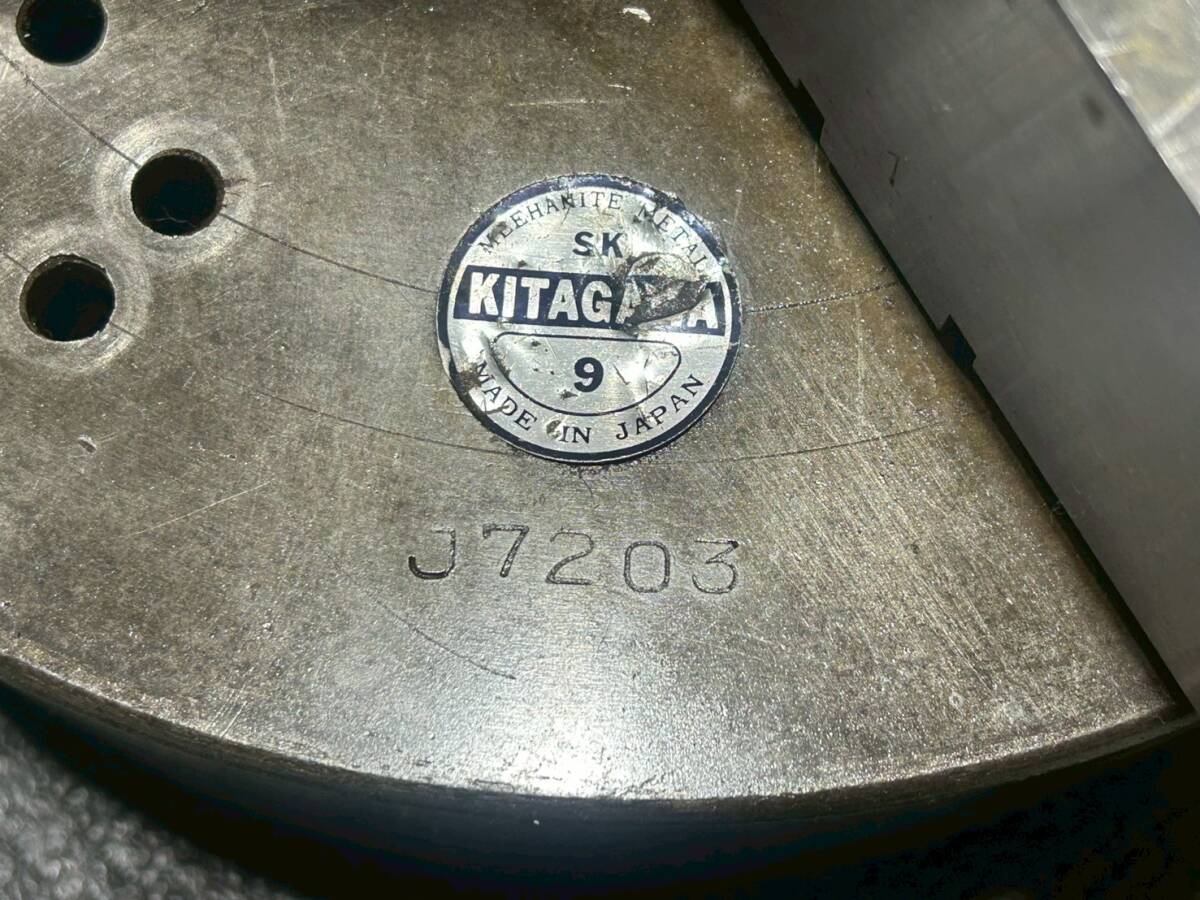 MEEHANITE METAL
SK
KITAGAWA
9
MADE IN JAPAN
J7203